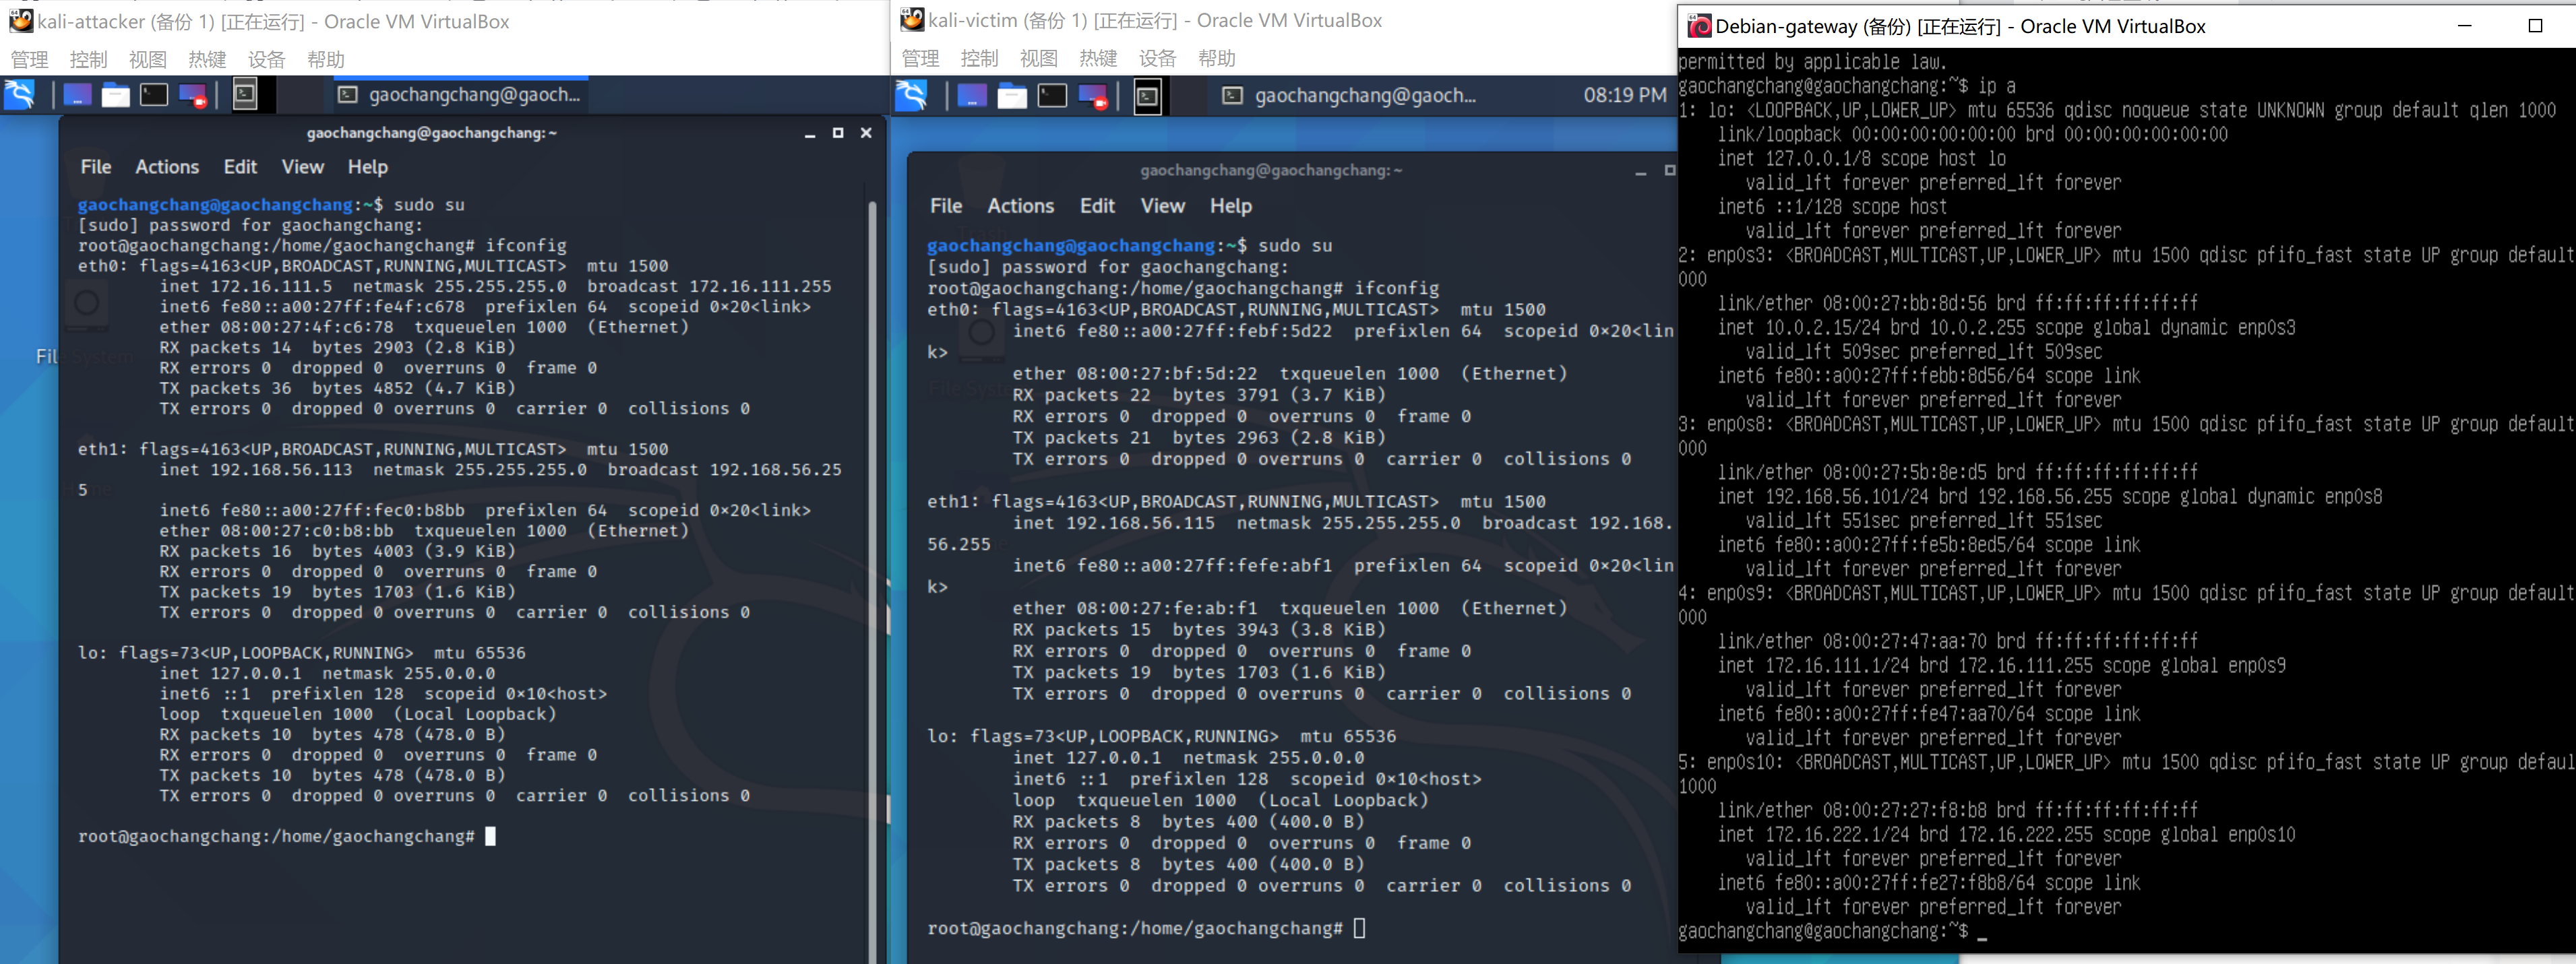 kali-attacker (备份 1) [正在运行] - Oracle VM VirtualBox
管理 控制 视图 热键 设备 帮助
gaochangchang@gaoch...
gaochangchang@gaochangchang:~
File Actions Edit View Help
gaochangchang@gaochangchang:~$ sudo su
[sudo] password for gaochangchang:
root@gaochangchang:/home/gaochangchang# ifconfig
eth0: flags=4163<UP,BROADCAST,RUNNING,MULTICAST>  mtu 1500
inet 172.16.111.5  netmask 255.255.255.0  broadcast 172.16.111.255
inet6 fe80::a00:27ff:fe4f:c678  prefixlen 64  scopeid 0×20<link>
ether 08:00:27:4f:c6:78  txqueuelen 1000  (Ethernet)
RX packets 14  bytes 2903 (2.8 KiB)
RX errors 0  dropped 0  overruns 0  frame 0
TX packets 36  bytes 4852 (4.7 KiB)
TX errors 0  dropped 0 overruns 0  carrier 0  collisions 0
eth1: flags=4163<UP,BROADCAST,RUNNING,MULTICAST>  mtu 1500
inet 192.168.56.113  netmask 255.255.255.0  broadcast 192.168.56.25
5
inet6 fe80::a00:27ff:fec0:b8bb  prefixlen 64  scopeid 0×20<link>
ether 08:00:27:c0:b8:bb  txqueuelen 1000  (Ethernet)
RX packets 16  bytes 4003 (3.9 KiB)
RX errors 0  dropped 0  overruns 0  frame 0
TX packets 19  bytes 1703 (1.6 KiB)
TX errors 0  dropped 0 overruns 0  carrier 0  collisions 0
lo: flags=73<UP,LOOPBACK,RUNNING>  mtu 65536
inet 127.0.0.1  netmask 255.0.0.0
inet6 ::1  prefixlen 128  scopeid 0×10<host>
loop  txqueuelen 1000  (Local Loopback)
RX packets 10  bytes 478 (478.0 B)
RX errors 0  dropped 0  overruns 0  frame 0
TX packets 10  bytes 478 (478.0 B)
TX errors 0  dropped 0 overruns 0  carrier 0  collisions 0
root@gaochangchang:/home/gaochangchang#
File System
kali-victim (备份 1) [正在运行] - Oracle VM VirtualBox
管理 控制 视图 热键 设备 帮助
gaochangchang@gaoch... 08:19 PM
gaochangchang@gaochangchang:~
File Actions Edit View Help
gaochangchang@gaochangchang:~$ sudo su
[sudo] password for gaochangchang:
root@gaochangchang:/home/gaochangchang# ifconfig
eth0: flags=4163<UP,BROADCAST,RUNNING,MULTICAST>  mtu 1500
inet6 fe80::a00:27ff:febf:5d22  prefixlen 64  scopeid 0×20<lin
k>
ether 08:00:27:bf:5d:22  txqueuelen 1000  (Ethernet)
RX packets 22  bytes 3791 (3.7 KiB)
RX errors 0  dropped 0  overruns 0  frame 0
TX packets 21  bytes 2963 (2.8 KiB)
TX errors 0  dropped 0 overruns 0  carrier 0  collisions 0
eth1: flags=4163<UP,BROADCAST,RUNNING,MULTICAST>  mtu 1500
inet 192.168.56.115  netmask 255.255.255.0  broadcast 192.168.
56.255
inet6 fe80::a00:27ff:fefe:abf1  prefixlen 64  scopeid 0×20<lin
k>
ether 08:00:27:fe:ab:f1  txqueuelen 1000  (Ethernet)
RX packets 15  bytes 3943 (3.8 KiB)
RX errors 0  dropped 0  overruns 0  frame 0
TX packets 19  bytes 1703 (1.6 KiB)
TX errors 0  dropped 0 overruns 0  carrier 0  collisions 0
lo: flags=73<UP,LOOPBACK,RUNNING>  mtu 65536
inet 127.0.0.1  netmask 255.0.0.0
inet6 ::1  prefixlen 128  scopeid 0×10<host>
loop  txqueuelen 1000  (Local Loopback)
RX packets 8  bytes 400 (400.0 B)
RX errors 0  dropped 0  overruns 0  frame 0
TX packets 8  bytes 400 (400.0 B)
TX errors 0  dropped 0 overruns 0  carrier 0  collisions 0
root@gaochangchang:/home/gaochangchang#
Debian-gateway (备份) [正在运行] - Oracle VM VirtualBox
permitted by applicable law.
gaochangchang@gaochangchang:~$ ip a
1: lo: <LOOPBACK,UP,LOWER_UP> mtu 65536 qdisc noqueue state UNKNOWN group default qlen 1000
link/loopback 00:00:00:00:00:00 brd 00:00:00:00:00:00
inet 127.0.0.1/8 scope host lo
valid_lft forever preferred_lft forever
inet6 ::1/128 scope host
valid_lft forever preferred_lft forever
2: enp0s3: <BROADCAST,MULTICAST,UP,LOWER_UP> mtu 1500 qdisc pfifo_fast state UP group default
000
link/ether 08:00:27:bb:8d:56 brd ff:ff:ff:ff:ff:ff
inet 10.0.2.15/24 brd 10.0.2.255 scope global dynamic enp0s3
valid_lft 509sec preferred_lft 509sec
inet6 fe80::a00:27ff:febb:8d56/64 scope link
valid_lft forever preferred_lft forever
3: enp0s8: <BROADCAST,MULTICAST,UP,LOWER_UP> mtu 1500 qdisc pfifo_fast state UP group default
000
link/ether 08:00:27:5b:8e:d5 brd ff:ff:ff:ff:ff:ff
inet 192.168.56.101/24 brd 192.168.56.255 scope global dynamic enp0s8
valid_lft 551sec preferred_lft 551sec
inet6 fe80::a00:27ff:fe5b:8ed5/64 scope link
valid_lft forever preferred_lft forever
4: enp0s9: <BROADCAST,MULTICAST,UP,LOWER_UP> mtu 1500 qdisc pfifo_fast state UP group default
000
link/ether 08:00:27:47:aa:70 brd ff:ff:ff:ff:ff:ff
inet 172.16.111.1/24 brd 172.16.111.255 scope global enp0s9
valid_lft forever preferred_lft forever
inet6 fe80::a00:27ff:fe47:aa70/64 scope link
valid_lft forever preferred_lft forever
5: enp0s10: <BROADCAST,MULTICAST,UP,LOWER_UP> mtu 1500 qdisc pfifo_fast state UP group defaul
1000
link/ether 08:00:27:27:f8:b8 brd ff:ff:ff:ff:ff:ff
inet 172.16.222.1/24 brd 172.16.222.255 scope global enp0s10
valid_lft forever preferred_lft forever
inet6 fe80::a00:27ff:fe27:f8b8/64 scope link
valid_lft forever preferred_lft forever
gaochangchang@gaochangchang:~$ _